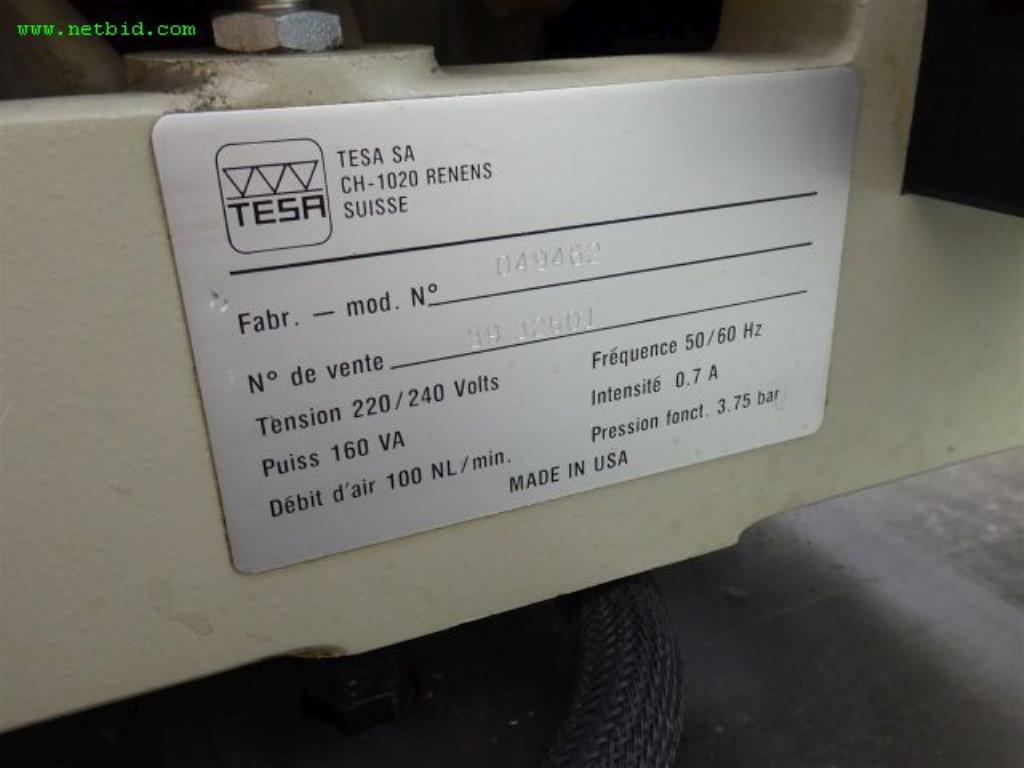 www.netbid.com
TESA
TESA SA
CH-1020 RENENS
SUISSE
Fabr. — mod. N° 049462
N° de vente 39 32601
Tension 220/240 Volts Fréquence 50/60 Hz
Puiss 160 VA Intensité 0.7 A
Débit d'air 100 NL/min. Pression fonct. 3.75 bar
MADE IN USA